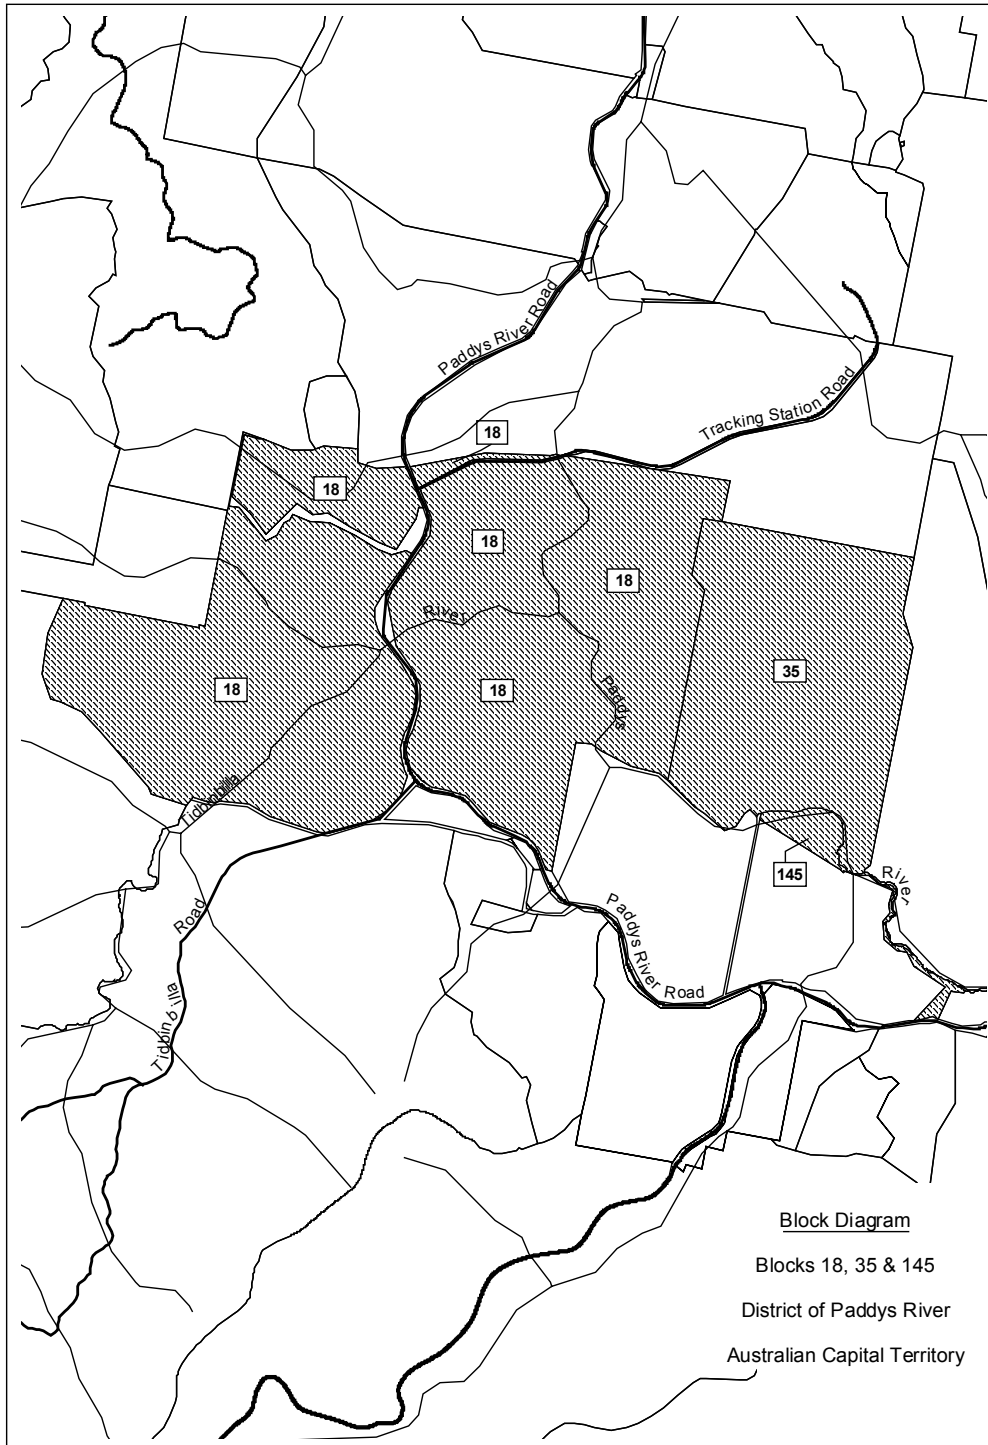 Paddys River Road
Tracking Station Road
18
18
18
18
River
35
18
18
Paddys
Tidbinbilla
145
River
Road
Paddys River Road
Tidbinbilla
Block Diagram
Blocks 18, 35 & 145
District of Paddys River
Australian Capital Territory